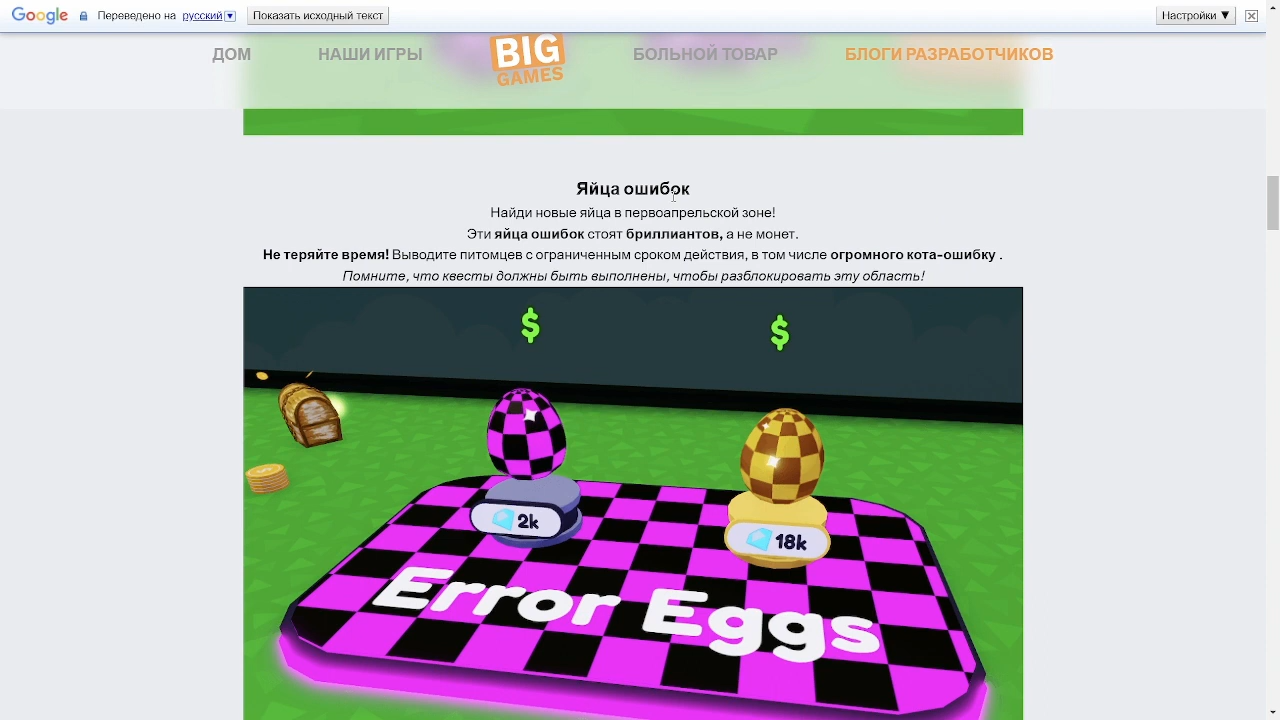 Google Переведено на русский ▼ Показать исходный текст Настройки ▼
ДОМ НАШИ ИГРЫ BIG GAMES БОЛЬНОЙ ТОВАР БЛОГИ РАЗРАБОТЧИКОВ
Яйца ошибок
Найди новые яйца в первоапрельской зоне!
Эти яйца ошибок стоят бриллиантов, а не монет.
Не теряйте время! Выводите питомцев с ограниченным сроком действия, в том числе огромного кота-ошибку .
Помните, что квесты должны быть выполнены, чтобы разблокировать эту область!
$ $
2k 18k
Error Eggs